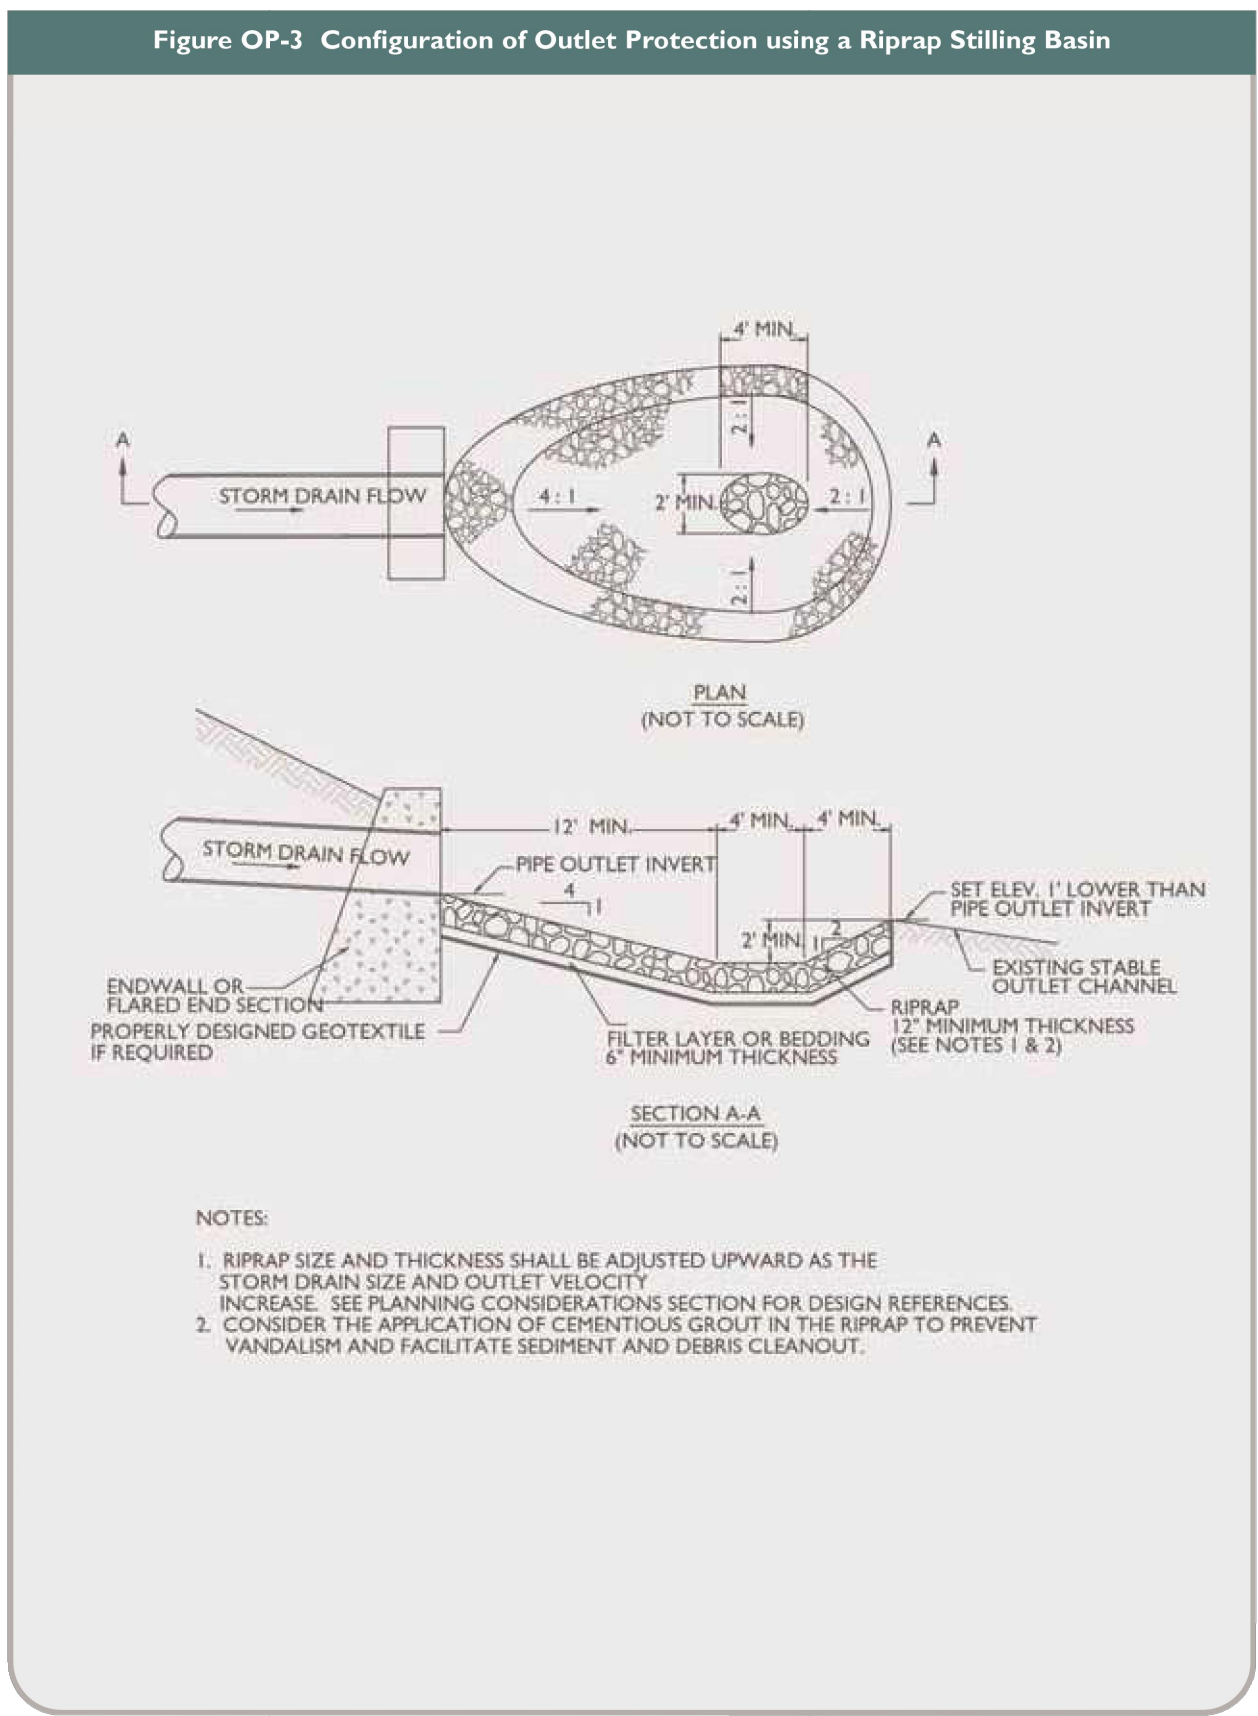 Figure OP-3 Configuration of Outlet Protection using a Riprap Stilling Basin
4' MIN.
2 : 1
A
A
STORM DRAIN FLOW
4 : 1
2' MIN.
2 : 1
2 : 1
PLAN
(NOT TO SCALE)
12' MIN.
4' MIN.
4' MIN.
STORM DRAIN FLOW
PIPE OUTLET INVERT
4
1
SET ELEV. 1' LOWER THAN
PIPE OUTLET INVERT
2' MIN.
1
2
EXISTING STABLE
OUTLET CHANNEL
ENDWALL OR
FLARED END SECTION
PROPERLY DESIGNED GEOTEXTILE
IF REQUIRED
RIPRAP
12" MINIMUM THICKNESS
(SEE NOTES 1 & 2)
FILTER LAYER OR BEDDING
6" MINIMUM THICKNESS
SECTION A-A
(NOT TO SCALE)
NOTES:
1. RIPRAP SIZE AND THICKNESS SHALL BE ADJUSTED UPWARD AS THE
STORM DRAIN SIZE AND OUTLET VELOCITY
INCREASE. SEE PLANNING CONSIDERATIONS SECTION FOR DESIGN REFERENCES.
2. CONSIDER THE APPLICATION OF CEMENTIOUS GROUT IN THE RIPRAP TO PREVENT
VANDALISM AND FACILITATE SEDIMENT AND DEBRIS CLEANOUT.